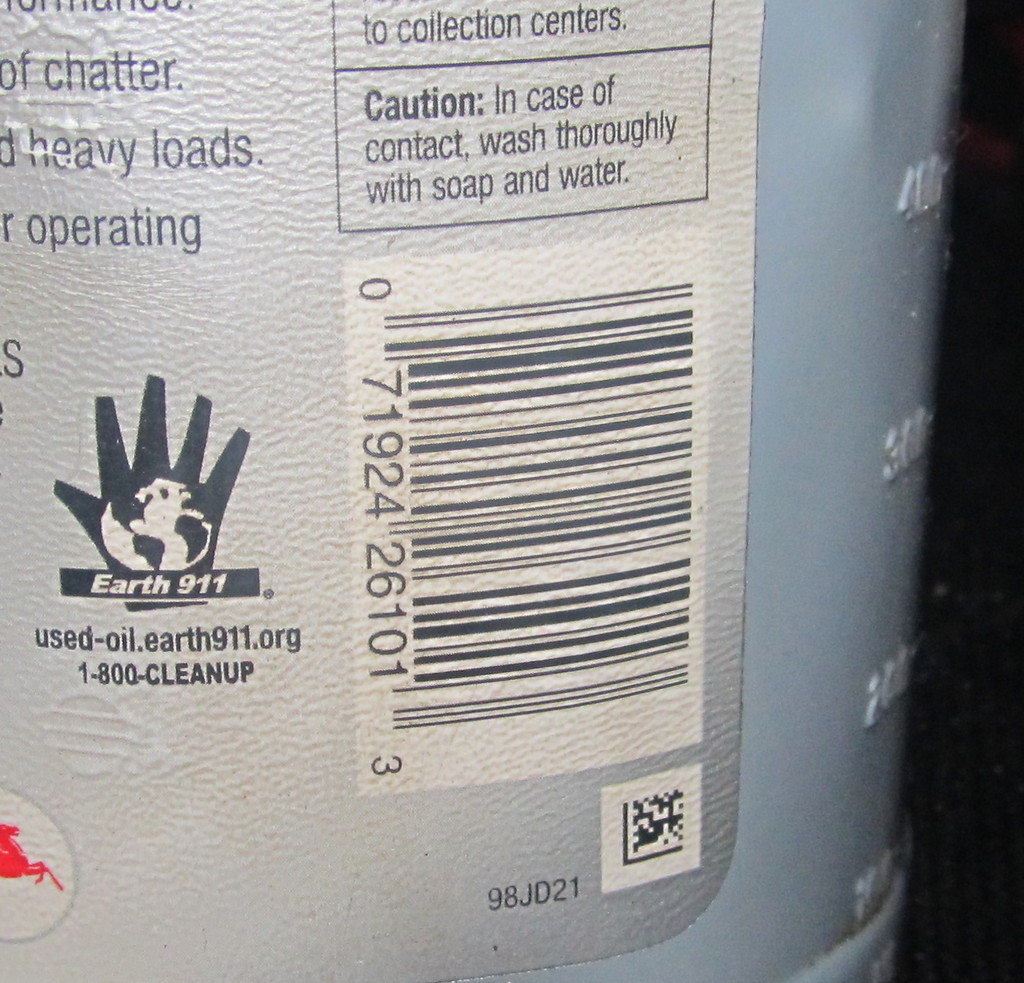 of chatter.
heavy loads.
operating
to collection centers.
Caution: In case of
contact, wash thoroughly
with soap and water.
0 71924 26101 3
Earth 911®
used-oil.earth911.org
1-800-CLEANUP
98JD21